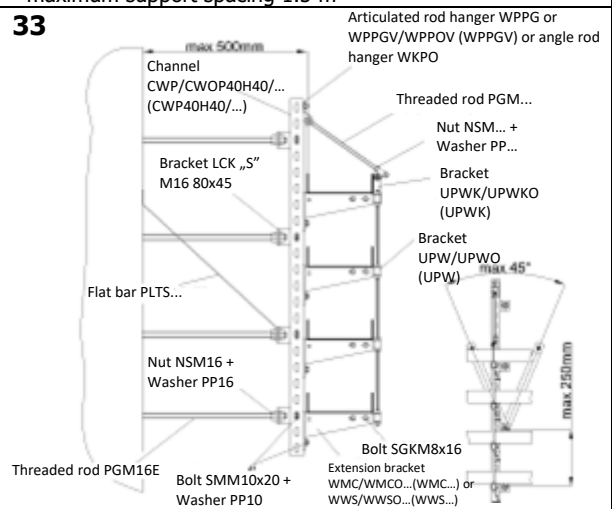 maximum support spacing 1.5 m
33
Articulated rod hanger WPPG or
WPPGV/WPPOV (WPPGV) or angle rod
hanger WKPO
max 500mm
Channel
CWP/CWOP40H40/...
(CWP40H40/...)
Threaded rod PGM...
Nut NSM... +
Washer PP...
Bracket LCK „S”
M16 80x45
Bracket
UPWK/UPWKO
(UPWK)
Bracket
UPW/UPWO
(UPW)
max 45°
Flat bar PLTS...
max 250mm
Nut NSM16 +
Washer PP16
Bolt SGKM8x16
Threaded rod PGM16E
Bolt SMM10x20 +
Washer PP10
Extension bracket
WMC/WMCO...(WMC...) or
WWS/WWSO...(WWS...)